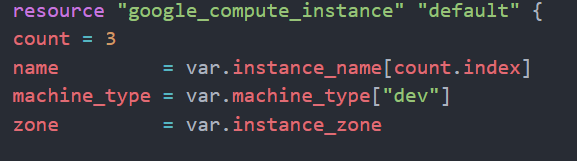 resource "google_compute_instance" "default" {
count = 3
name         = var.instance_name[count.index]
machine_type = var.machine_type["dev"]
zone         = var.instance_zone